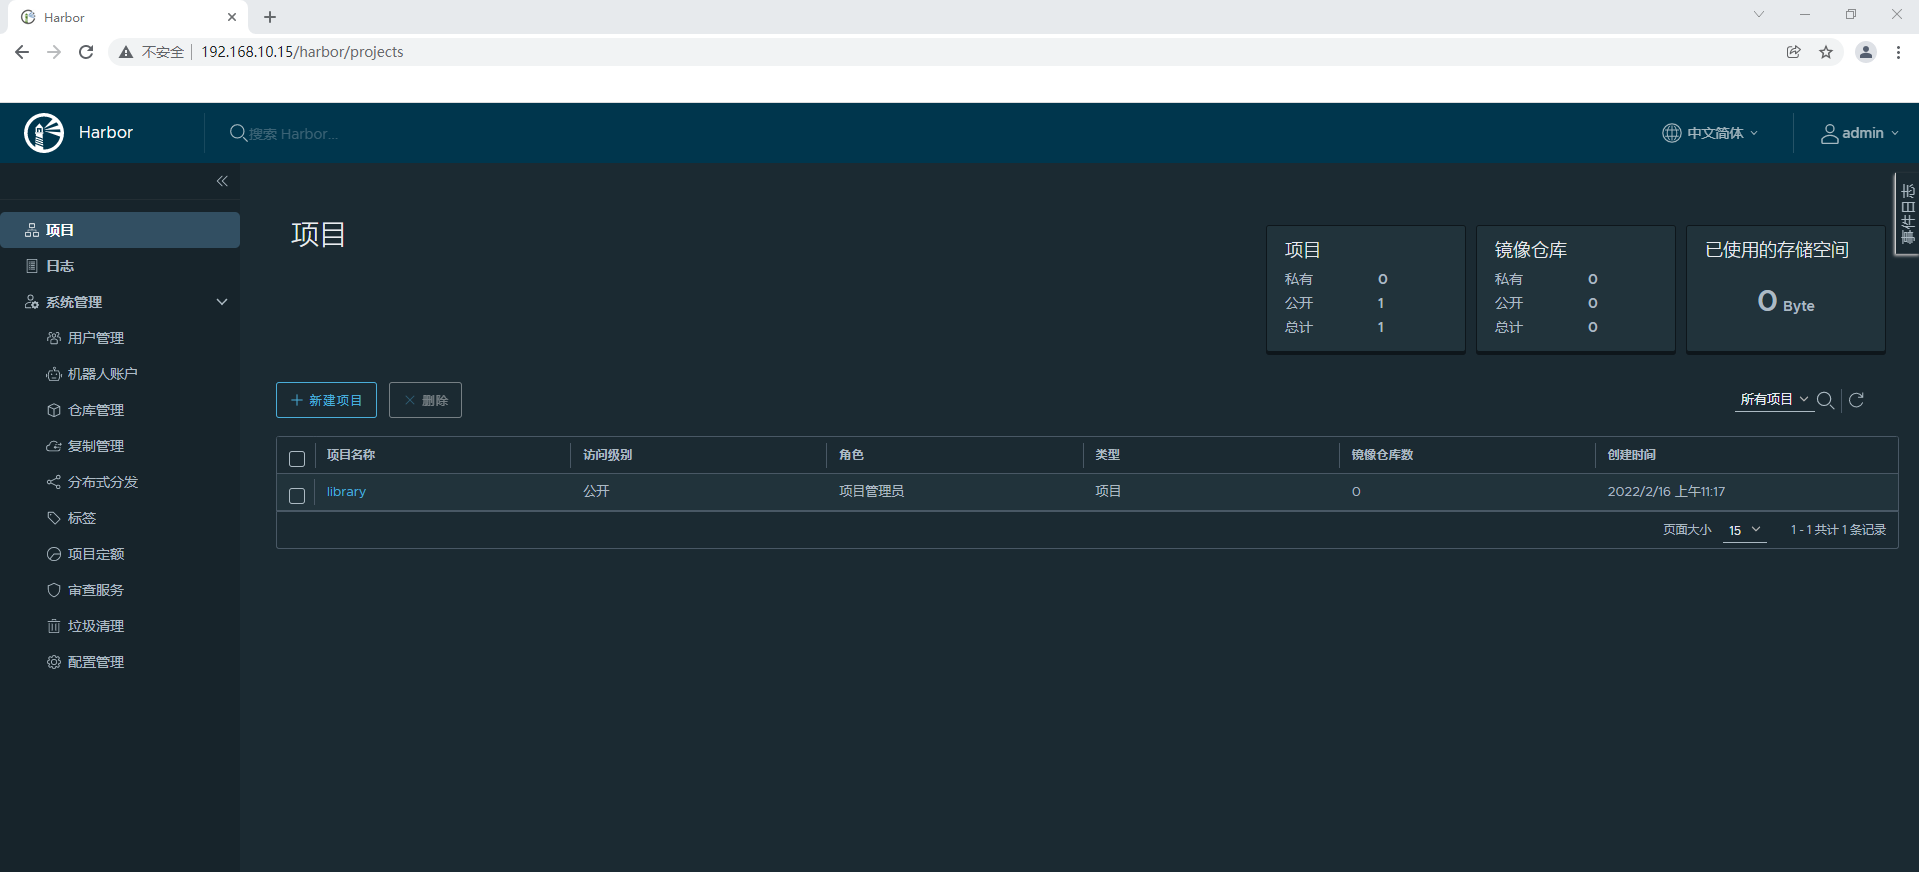 Harbor
不安全
192.168.10.15/harbor/projects
Harbor
搜索 Harbor...
中文简体
admin
事件日志
项目
日志
系统管理
用户管理
机器人账户
仓库管理
复制管理
分布式分发
标签
项目定额
审查服务
垃圾清理
配置管理
项目
项目
私有 0
公开 1
总计 1
镜像仓库
私有 0
公开 0
总计 0
已使用的存储空间
0 Byte
新建项目
删除
所有项目
项目名称 访问级别 角色 类型 镜像仓库数 创建时间
library 公开 项目管理员 项目 0 2022/2/16 上午11:17
页面大小 15 1 - 1 共计 1 条记录